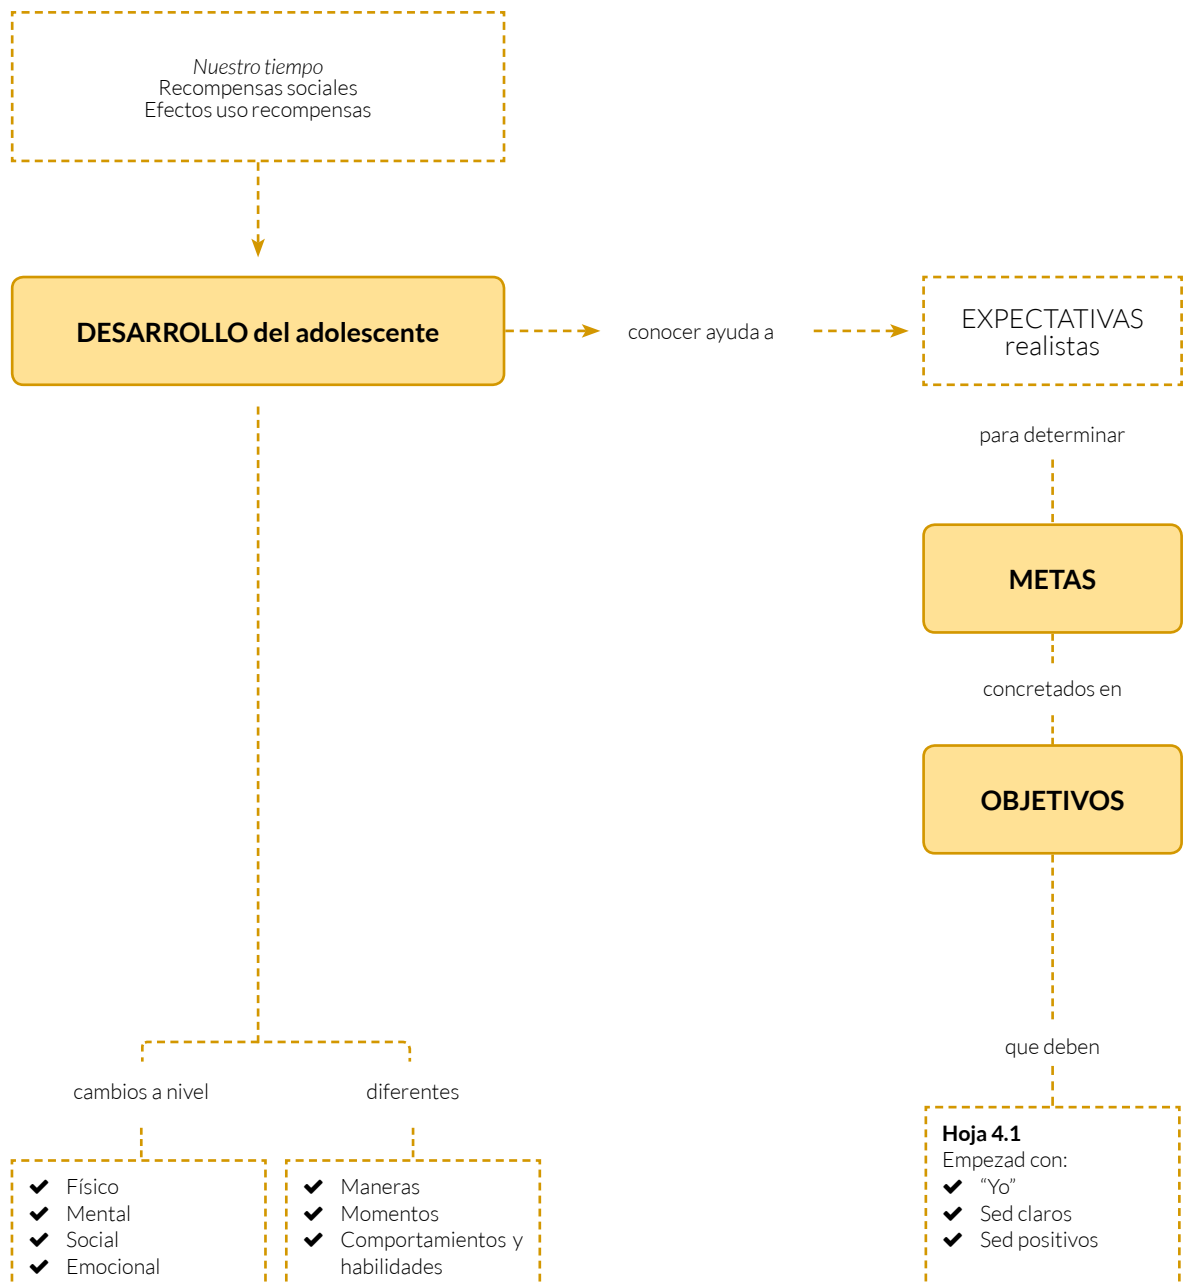 Nuestro tiempo
Recompensas sociales
Efectos uso recompensas
DESARROLLO del adolescente
conocer ayuda a
EXPECTATIVAS
realistas
para determinar
METAS
concretados en
OBJETIVOS
que deben
cambios a nivel
diferentes
✔ Físico
✔ Mental
✔ Social
✔ Emocional
✔ Maneras
✔ Momentos
✔ Comportamientos y
habilidades
Hoja 4.1
Empezad con:
✔ “Yo”
✔ Sed claros
✔ Sed positivos